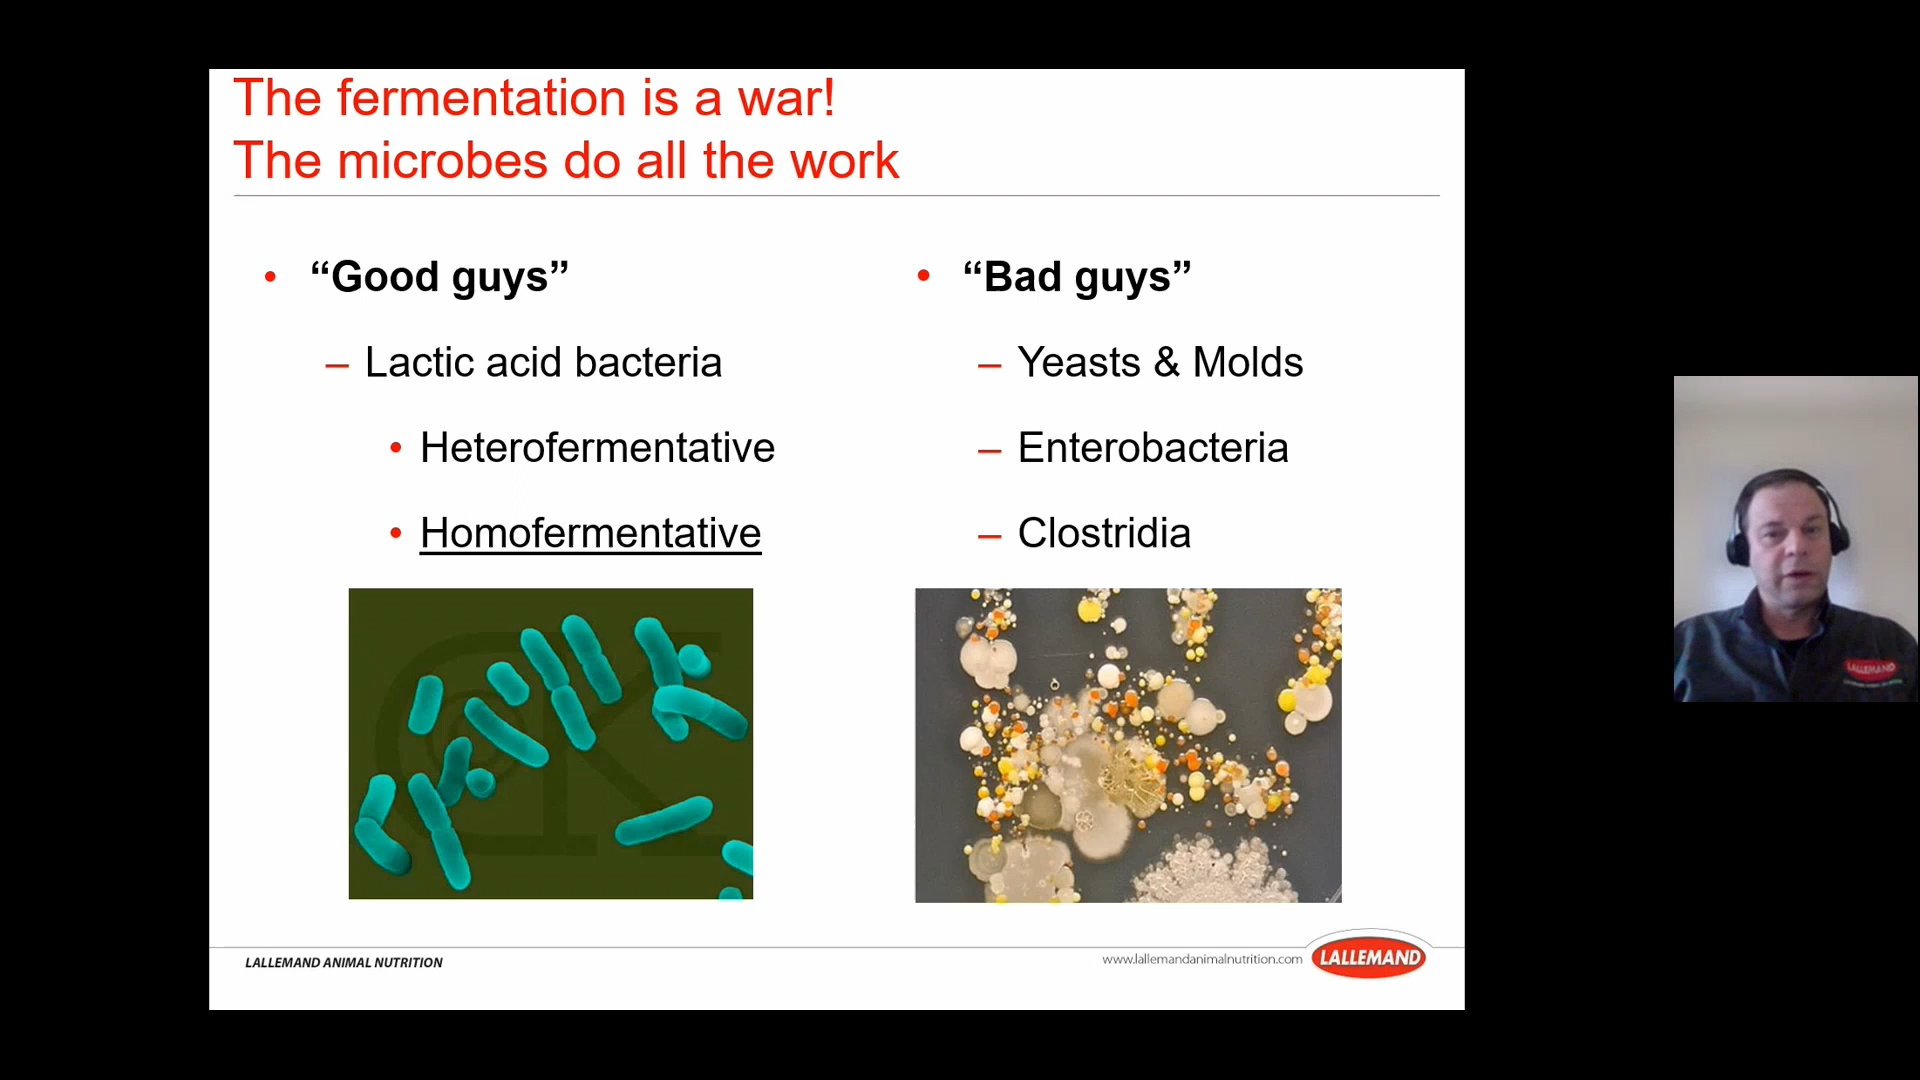 The fermentation is a war!
The microbes do all the work
• “Good guys”
– Lactic acid bacteria
• Heterofermentative
• Homofermentative
• “Bad guys”
– Yeasts & Molds
– Enterobacteria
– Clostridia
LALLEMAND ANIMAL NUTRITION
www.lallemandanimalnutrition.com
LALLEMAND
LALLEMAND